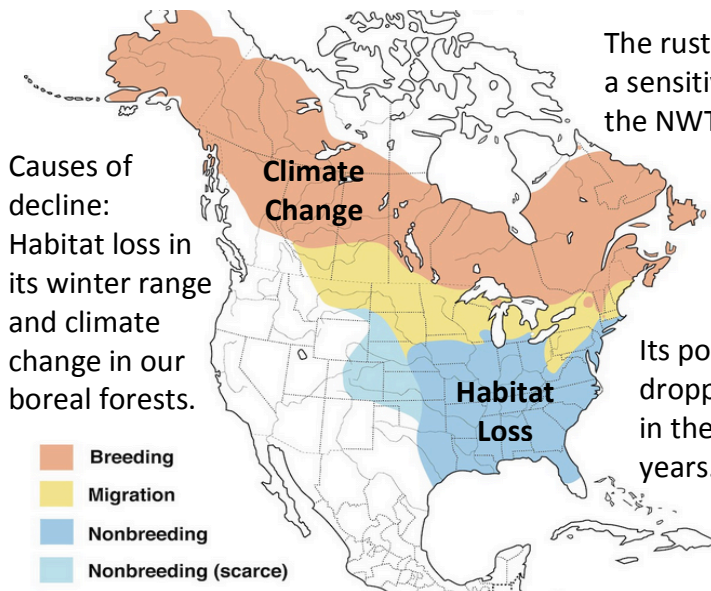 The rust
a sensitiv
the NWT
Causes of
decline:
Habitat loss in
its winter range
and climate
change in our
boreal forests.
Climate
Change
Habitat
Loss
Its po
dropp
in the
years.
Breeding
Migration
Nonbreeding
Nonbreeding (scarce)